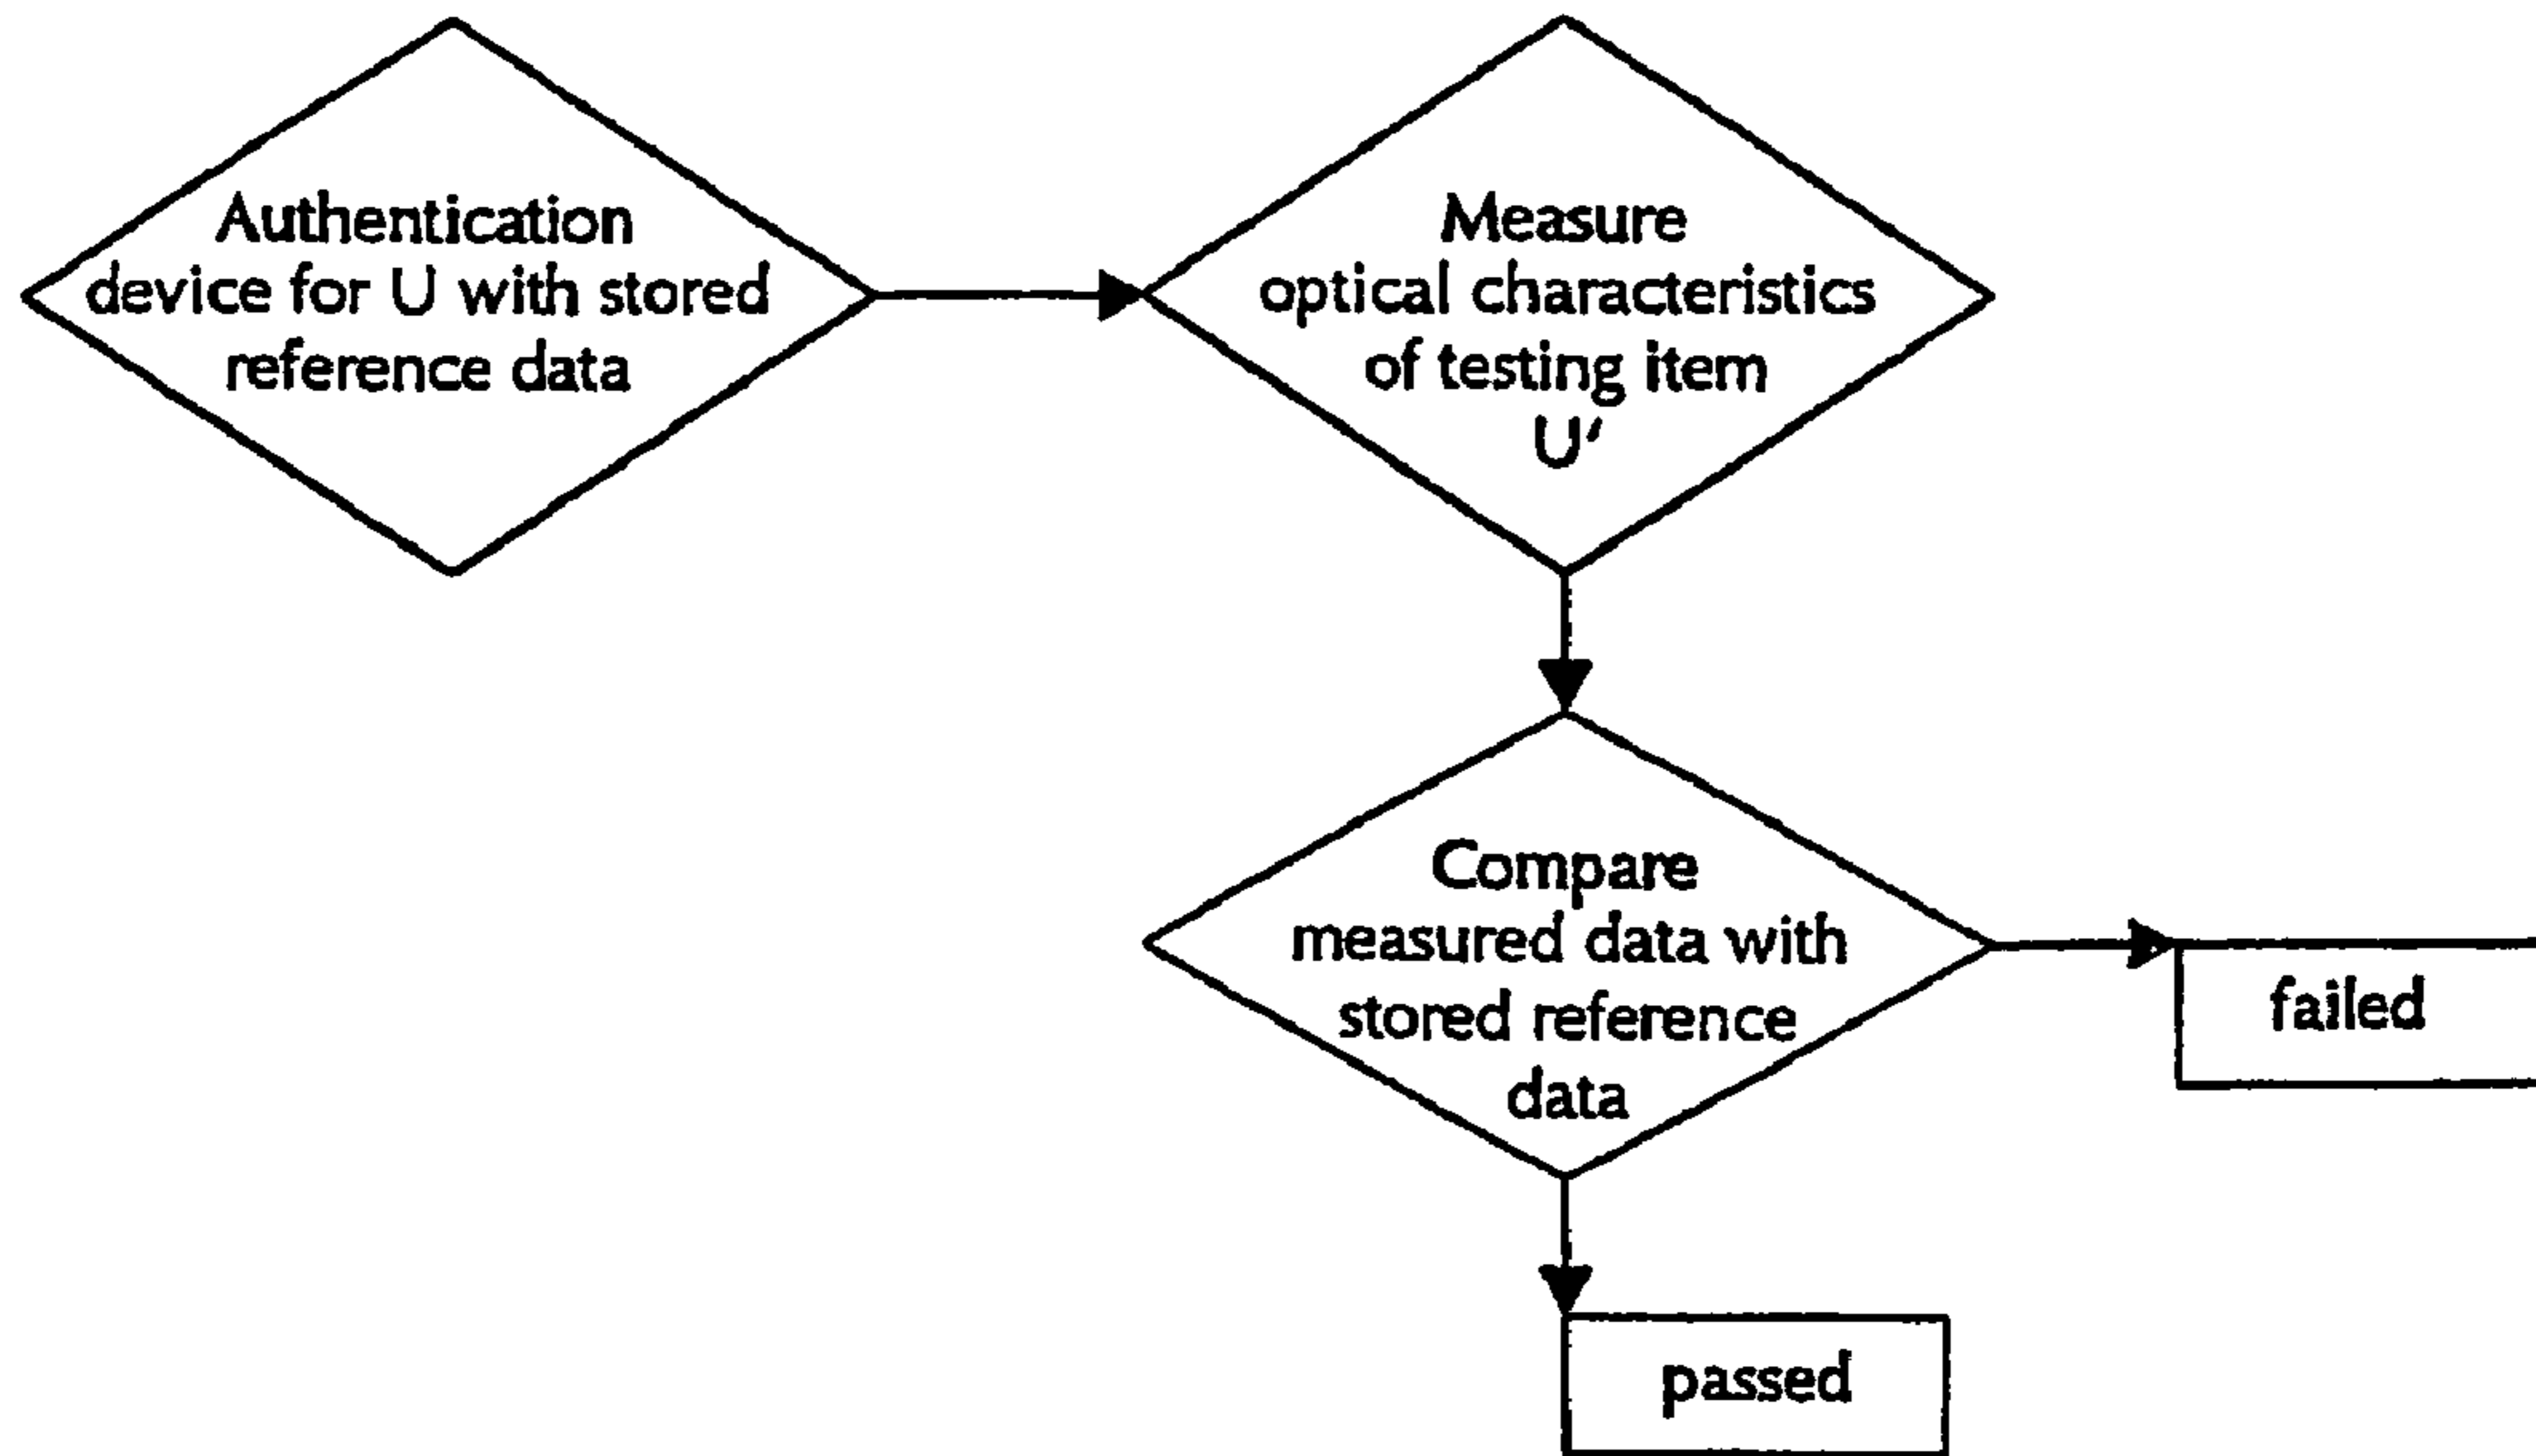 Authentication
device for U with stored
reference data
Measure
optical characteristics
of testing item
U'
Compare
measured data with
stored reference
data
failed
passed